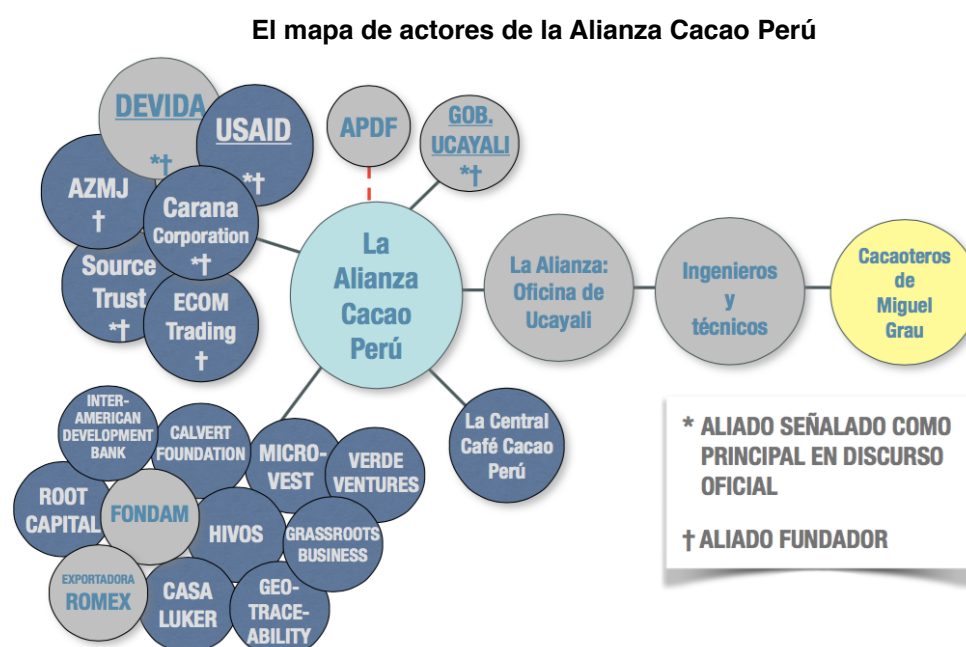 El mapa de actores de la Alianza Cacao Perú
DEVIDA
*†
USAID
*†
AZMJ
†
Carana
Corporation
*†
Source
Trust
*†
ECOM
Trading
†
APDF
GOB.
UCAYALI
*†
La
Alianza
Cacao
Perú
La Alianza:
Oficina de
Ucayali
Ingenieros
y
técnicos
Cacaoteros
de
Miguel
Grau
La Central
Café Cacao
Perú
INTER-
AMERICAN
DEVELOPMENT
BANK
CALVERT
FOUNDATION
MICRO-
VEST
VERDE
VENTURES
ROOT
CAPITAL
FONDAM
HIVOS
GRASSROOTS
BUSINESS
EXPORTADORA
ROMEX
CASA
LUKER
GEO-
TRACE-
ABILITY
* ALIADO SEÑALADO COMO
PRINCIPAL EN DISCURSO
OFICIAL
† ALIADO FUNDADOR